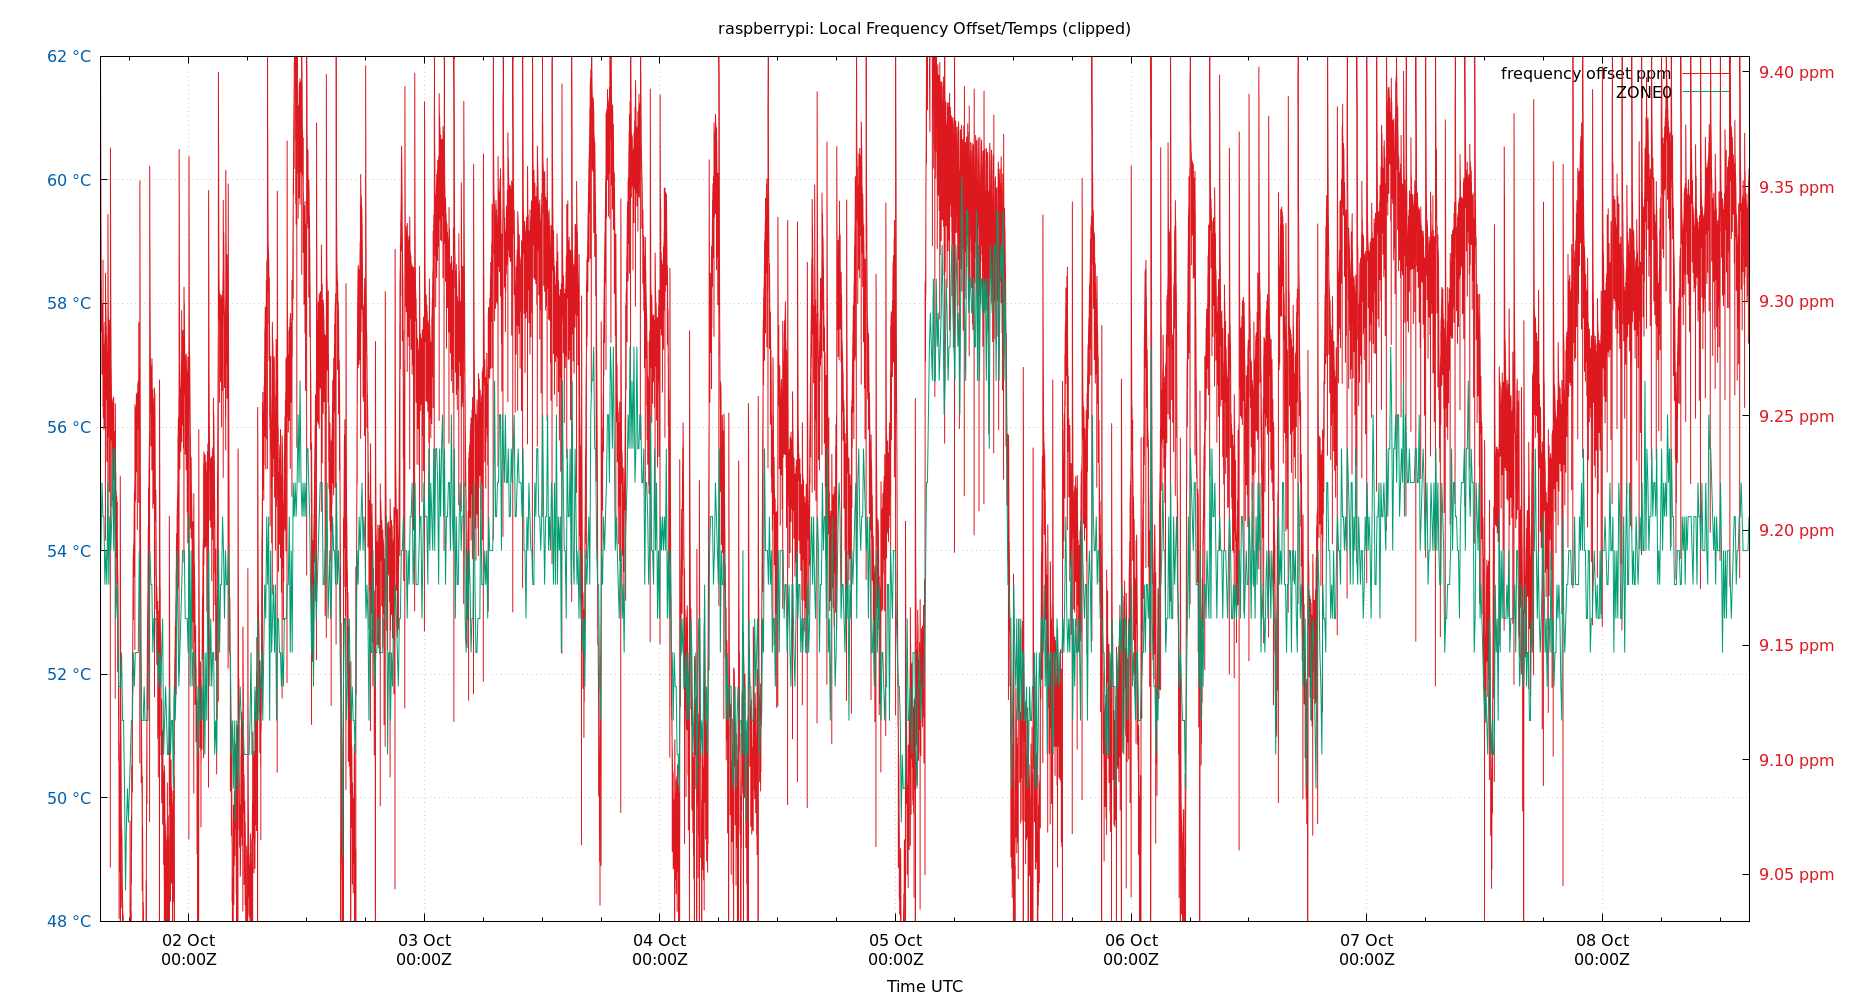 raspberrypi: Local Frequency Offset/Temps (clipped)
62 °C
60 °C
58 °C
56 °C
54 °C
52 °C
50 °C
48 °C
frequency offset ppm
ZONE0
9.40 ppm
9.35 ppm
9.30 ppm
9.25 ppm
9.20 ppm
9.15 ppm
9.10 ppm
9.05 ppm
02 Oct 03 Oct 04 Oct 05 Oct 06 Oct 07 Oct 08 Oct
00:00Z 00:00Z 00:00Z 00:00Z 00:00Z 00:00Z 00:00Z
Time UTC